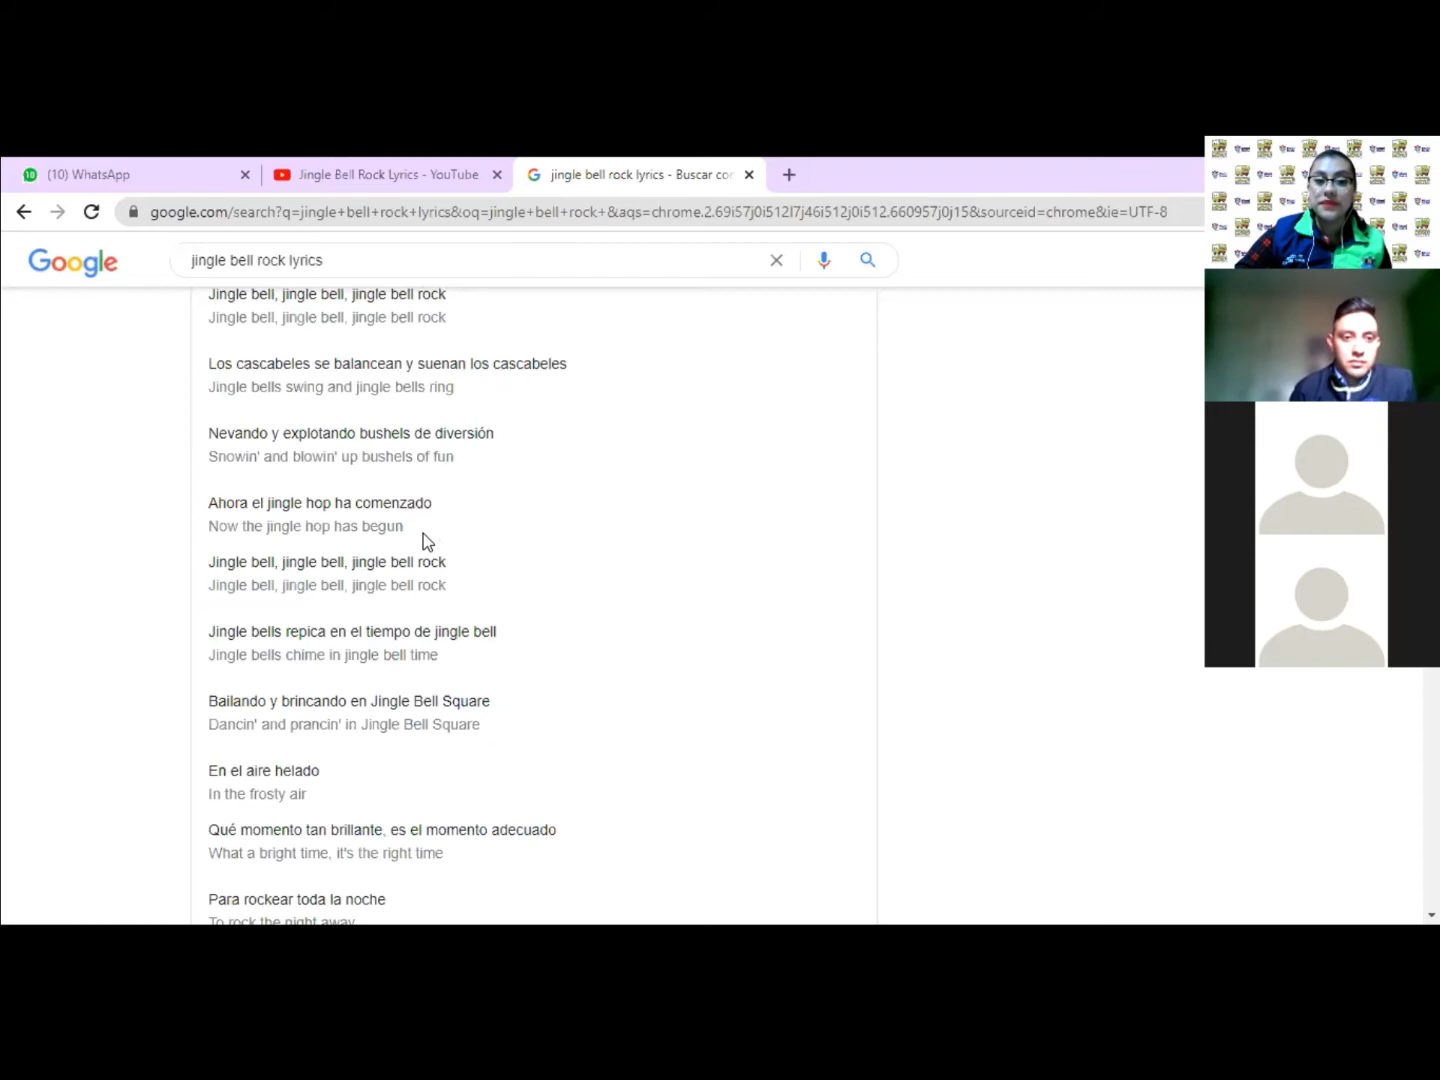 (10) WhatsApp
Jingle Bell Rock Lyrics - YouTube
jingle bell rock lyrics - Buscar con
google.com/search?q=jingle+bell+rock+lyrics&oq=jingle+bell+rock+&aqs=chrome.2.69i57j0i512l7j46i512j0i512.660957j0j15&sourceid=chrome&ie=UTF-8
Google
jingle bell rock lyrics
Jingle bell, jingle bell, jingle bell rock
Jingle bell, jingle bell, jingle bell rock
Los cascabeles se balancean y suenan los cascabeles
Jingle bells swing and jingle bells ring
Nevando y explotando bushels de diversión
Snowin' and blowin' up bushels of fun
Ahora el jingle hop ha comenzado
Now the jingle hop has begun
Jingle bell, jingle bell, jingle bell rock
Jingle bell, jingle bell, jingle bell rock
Jingle bells repica en el tiempo de jingle bell
Jingle bells chime in jingle bell time
Bailando y brincando en Jingle Bell Square
Dancin' and prancin' in Jingle Bell Square
En el aire helado
In the frosty air
Qué momento tan brillante, es el momento adecuado
What a bright time, it's the right time
Para rockear toda la noche
To rock the night away